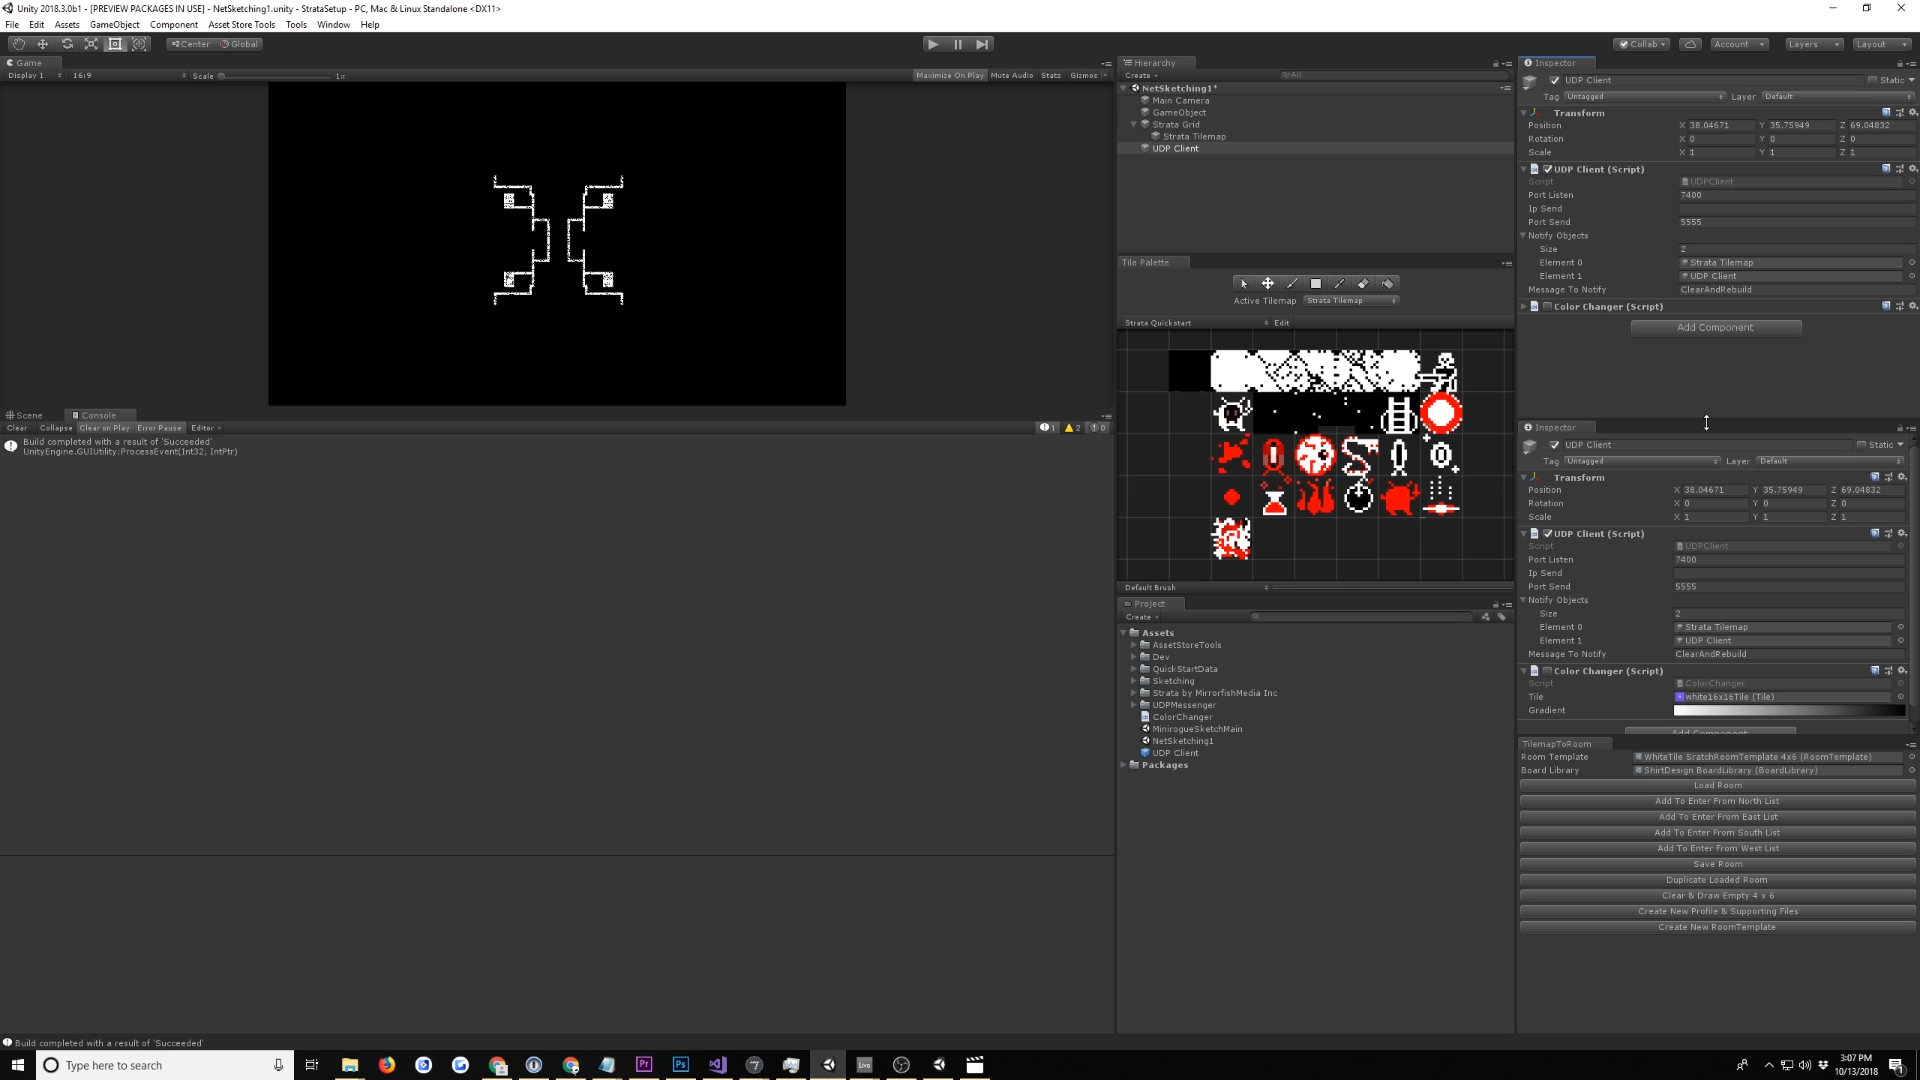 Unity 2018.3.0b1 - [PREVIEW PACKAGES IN USE] - NetSketching1.unity - StrataSetup - PC, Mac & Linux Standalone <DX11>
File Edit Assets GameObject Component Asset Store Tools Tools Window Help
Center Global Collab Account Layers Layout
Game
Display 1 16:9 Scale 1x Maximize On Play Mute Audio Stats Gizmos
Scene Console
Clear Collapse Clear on Play Error Pause Editor 1 2 0
Build completed with a result of 'Succeeded'
UnityEngine.GUIUtility:ProcessEvent(Int32, IntPtr)
Hierarchy
Create All
NetSketching1*
Main Camera
GameObject
Strata Grid
Strata Tilemap
UDP Client
Tile Palette
Active Tilemap Strata Tilemap
Strata Quickstart Edit
Default Brush
Project
Create
Assets
AssetStoreTools
Dev
QuickStartData
Sketching
Strata by MirrorfishMedia Inc
UDPMessenger
ColorChanger
MinirogueSketchMain
NetSketching1
UDP Client
Packages
Inspector
UDP Client Static
Tag Untagged Layer Default
Transform
Position X 38.04671 Y 35.75949 Z 69.04832
Rotation X 0 Y 0 Z 0
Scale X 1 Y 1 Z 1
UDP Client (Script)
Script UDPClient
Port Listen 7400
Ip Send
Port Send 5555
Notify Objects
Size 2
Element 0 Strata Tilemap
Element 1 UDP Client
Message To Notify ClearAndRebuild
Color Changer (Script)
Add Component
Inspector
UDP Client Static
Tag Untagged Layer Default
Transform
Position X 38.04671 Y 35.75949 Z 69.04832
Rotation X 0 Y 0 Z 0
Scale X 1 Y 1 Z 1
UDP Client (Script)
Script UDPClient
Port Listen 7400
Ip Send
Port Send 5555
Notify Objects
Size 2
Element 0 Strata Tilemap
Element 1 UDP Client
Message To Notify ClearAndRebuild
Color Changer (Script)
Script ColorChanger
Tile white16x16Tile (Tile)
Gradient
Add Component
TilemapToRoom
Room Template WhiteTile SratchRoomTemplate 4x6 (RoomTemplate)
Board Library ShirtDesign BoardLibrary (BoardLibrary)
Load Room
Add To Enter From North List
Add To Enter From East List
Add To Enter From South List
Add To Enter From West List
Save Room
Duplicate Loaded Room
Clear & Draw Empty 4 x 6
Create New Profile & Supporting Files
Create New RoomTemplate
Build completed with a result of 'Succeeded'
Type here to search
Pr Ps 7 Live
3:07 PM
10/13/2018